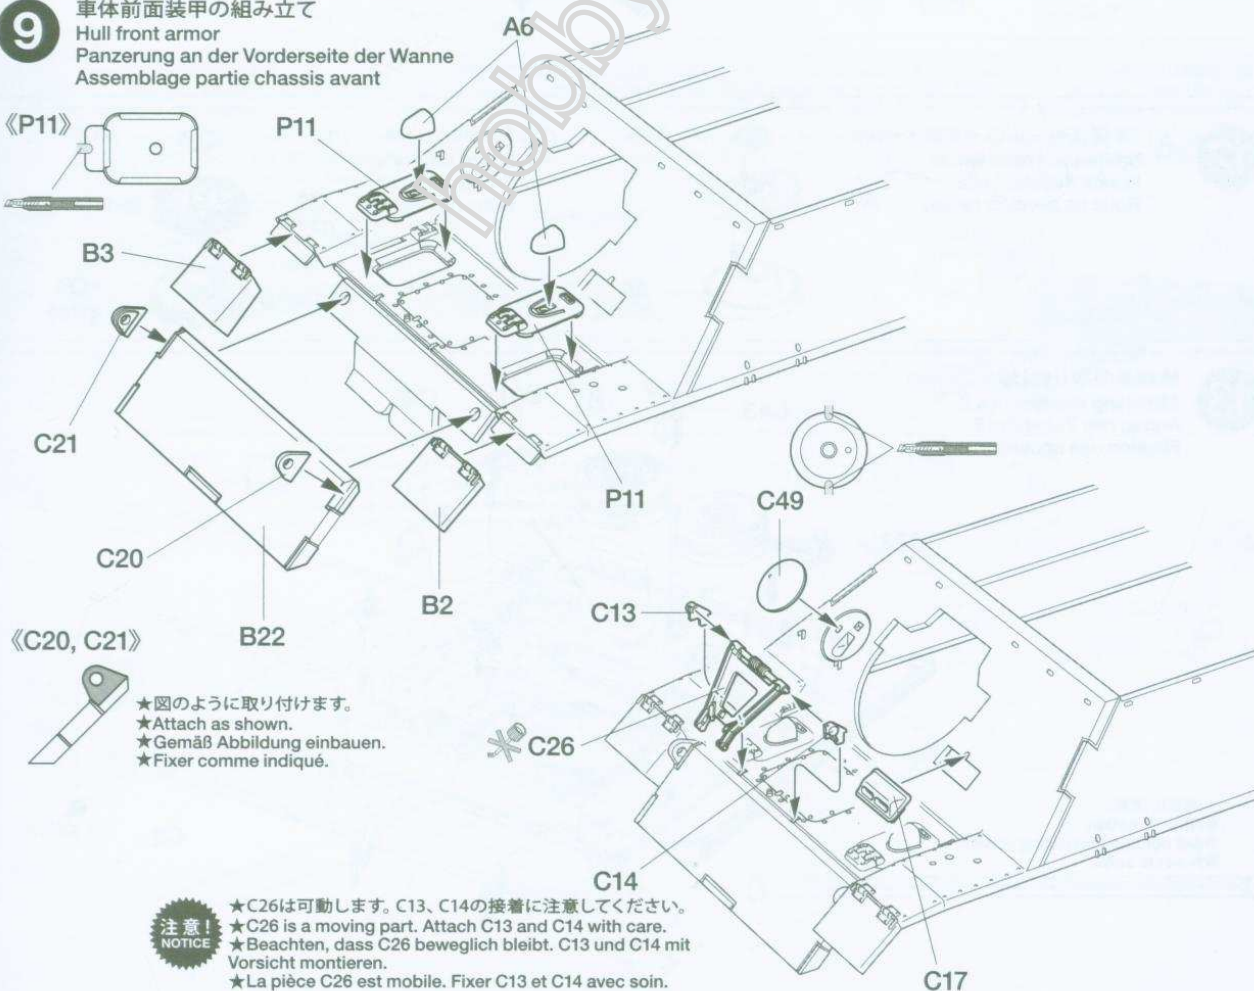 9
車体前面装甲の組み立て
Hull front armor
Panzerung an der Vorderseite der Wanne
Assemblage partie chassis avant
A6
《P11》
P11
B3
C21
C20
P11
B2
B22
C49
C13
《C20, C21》
★図のように取り付けます。
★Attach as shown.
★Gemäß Abbildung einbauen.
★Fixer comme indiqué.
C26
C14
C17
注意!
NOTICE
★C26は可動します。C13、C14の接着に注意してください。
★C26 is a moving part. Attach C13 and C14 with care.
★Beachten, dass C26 beweglich bleibt. C13 und C14 mit
Vorsicht montieren.
★La pièce C26 est mobile. Fixer C13 et C14 avec soin.
hobby